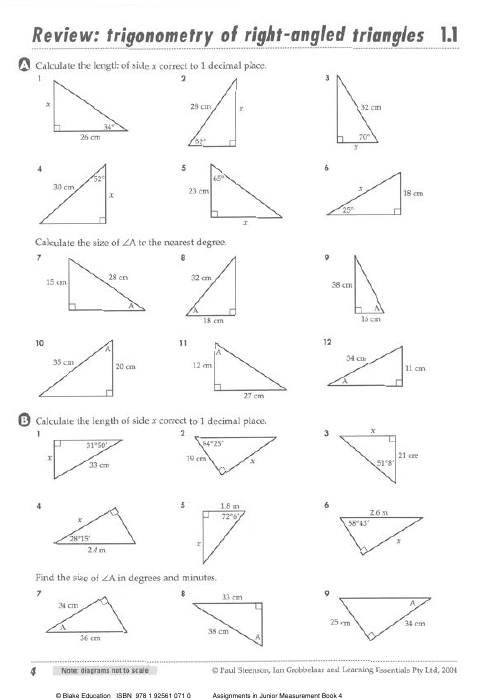 Review: trigonometry of right-angled triangles 1.1
A Calculate the length of side x correct to 1 decimal place.
1 2 3
x 34° 26 cm
28 cm x 62°
32 cm 70° x
4 5 6
30 cm 52° x
65° 23 cm x
x 18 cm 25°
Calculate the size of ∠A to the nearest degree.
7 8 9
15 cm 28 cm A
32 cm A 18 cm
38 cm A
10 11 12
35 cm A 20 cm
A 12 cm 27 cm
34 cm 11 cm A
B Calculate the length of side x correct to 1 decimal place.
1 2 3
31°50' x 33 cm
64°25' 19 cm x
x 21 cm 51°8'
4 5 6
x 28°15' 2.4 m
1.8 m 72°6' x
2.6 m 58°43' x
Find the size of ∠A in degrees and minutes.
7 8 9
34 cm A 36 cm
33 cm 38 cm A
A 25 cm 34 cm
4 Note: diagrams not to scale © Paul Steenson, Ian Grobbelaar and Learning Essentials Pty Ltd, 2004
© Blake Education ISBN 978 1 92561 071 0 Assignments in Junior Measurement Book 4